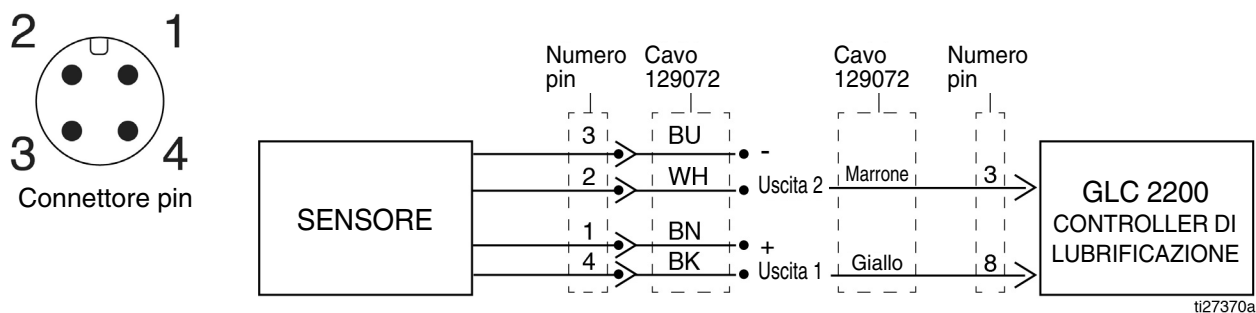 2 1
3 4
Connettore pin
Numero
pin
Cavo
129072
Cavo
129072
Numero
pin
SENSORE
3 BU -
2 WH Uscita 2 Marrone 3
1 BN +
4 BK Uscita 1 Giallo 8
GLC 2200
CONTROLLER DI
LUBRIFICAZIONE
ti27370a